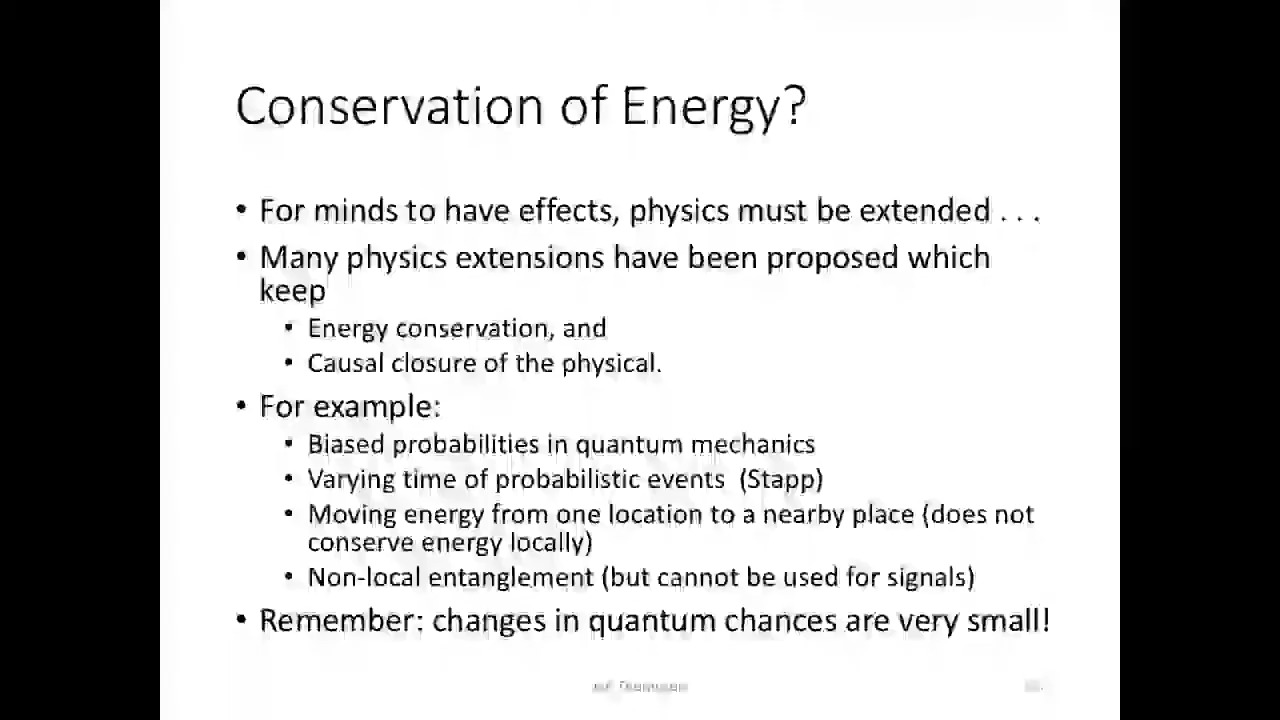 Conservation of Energy?
• For minds to have effects, physics must be extended . . .
• Many physics extensions have been proposed which
keep
• Energy conservation, and
• Causal closure of the physical.
• For example:
• Biased probabilities in quantum mechanics
• Varying time of probabilistic events (Stapp)
• Moving energy from one location to a nearby place (does not
conserve energy locally)
• Non-local entanglement (but cannot be used for signals)
• Remember: changes in quantum chances are very small!